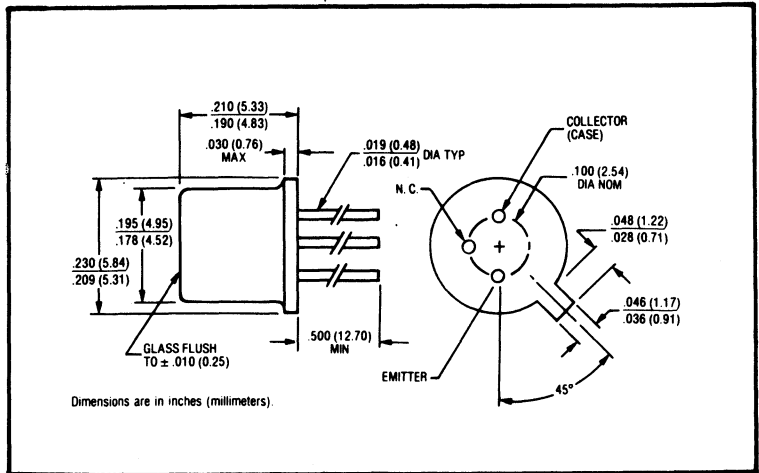 .210 (5.33)
.190 (4.83)
.030 (0.76)
MAX
.019 (0.48)
.016 (0.41)
DIA TYP
COLLECTOR
(CASE)
N. C.
.100 (2.54)
DIA NOM
.195 (4.95)
.178 (4.52)
.048 (1.22)
.028 (0.71)
.230 (5.84)
.209 (5.31)
.046 (1.17)
.036 (0.91)
.500 (12.70)
MIN
GLASS FLUSH
TO ± .010 (0.25)
EMITTER
45°
Dimensions are in inches (millimeters).